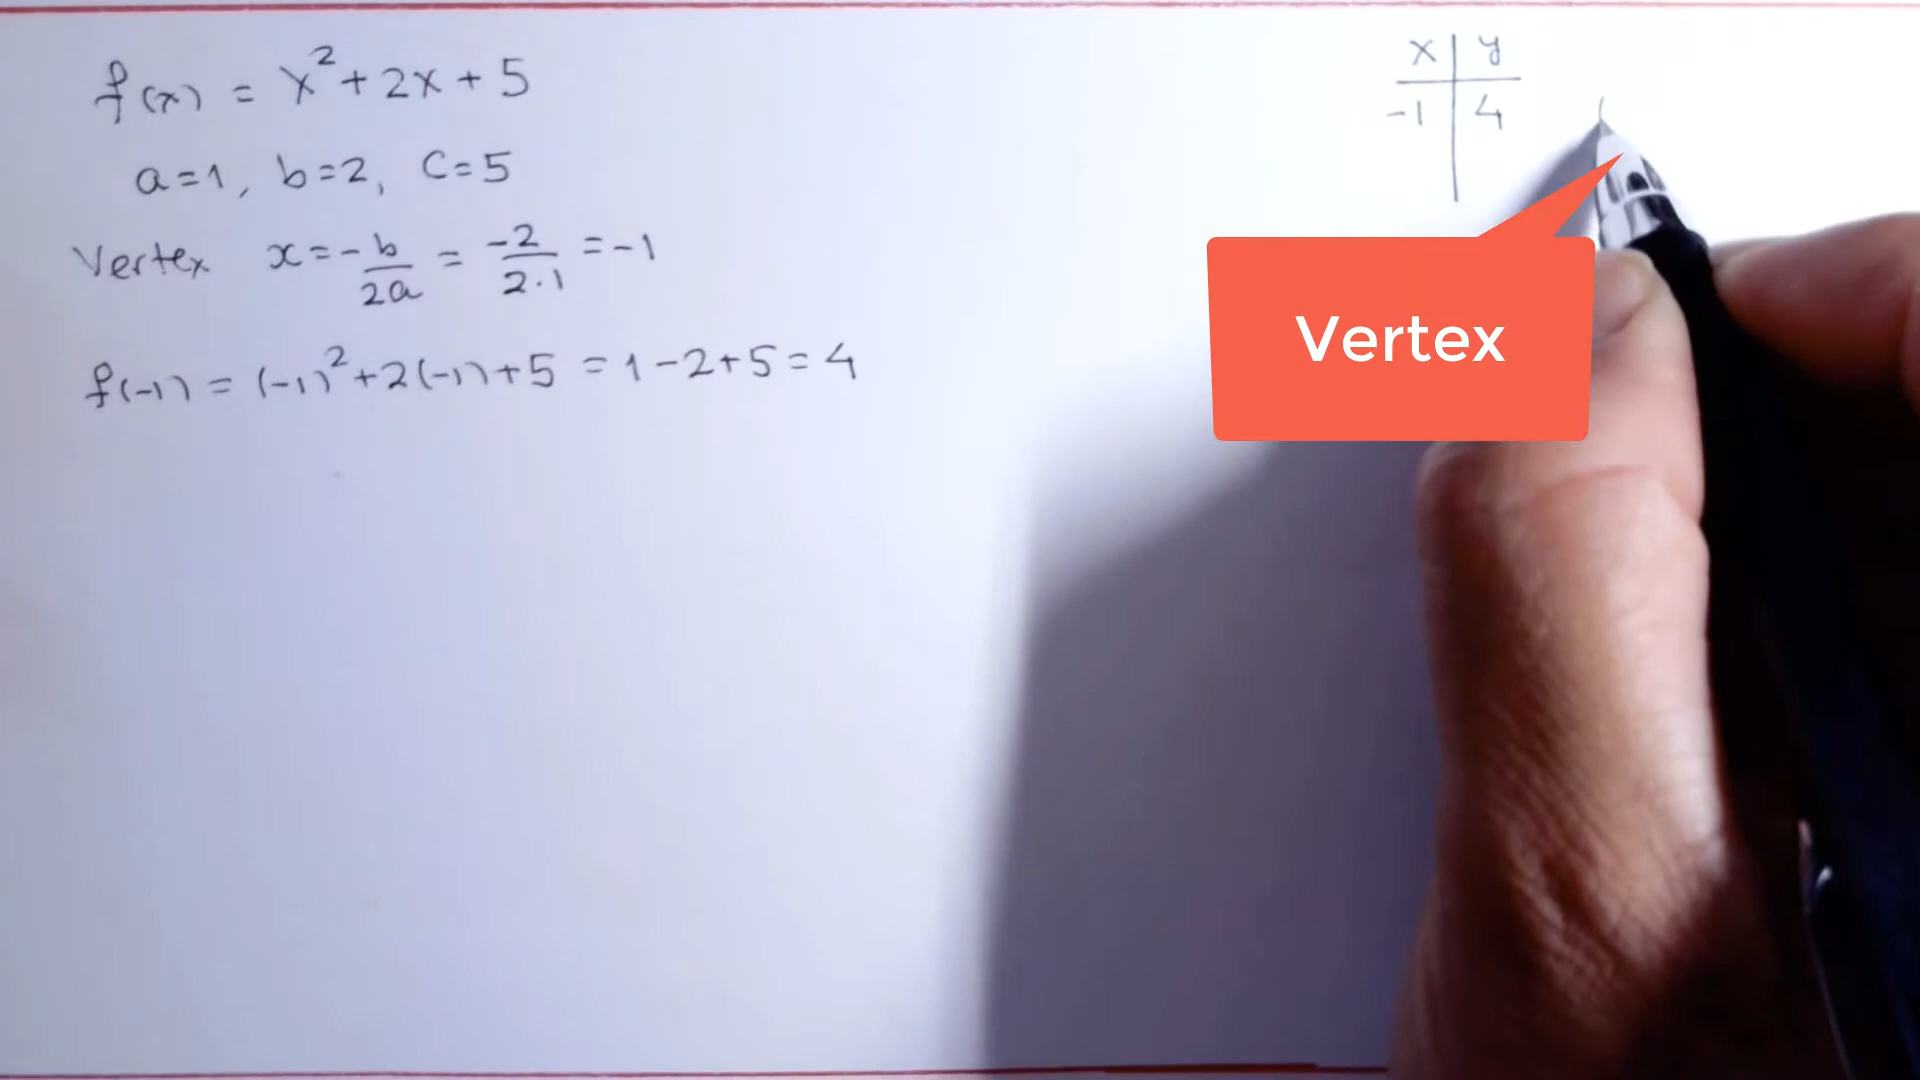 f(x) = x² + 2x + 5
a=1, b=2, C=5
Vertex x = -b/2a = -2/2·1 = -1
f(-1) = (-1)² + 2(-1) + 5 = 1 - 2 + 5 = 4
x y
-1 4
(
Vertex